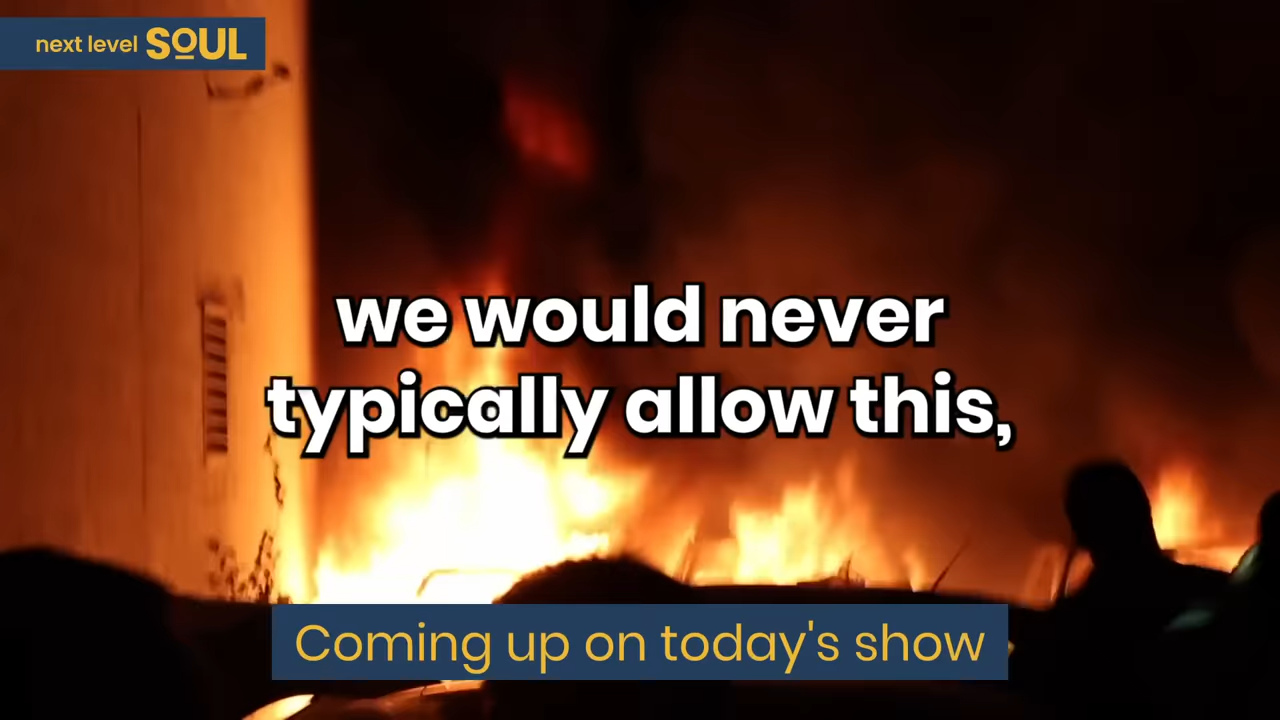 next level SOUL
we would never
typically allow this,
Coming up on today's show